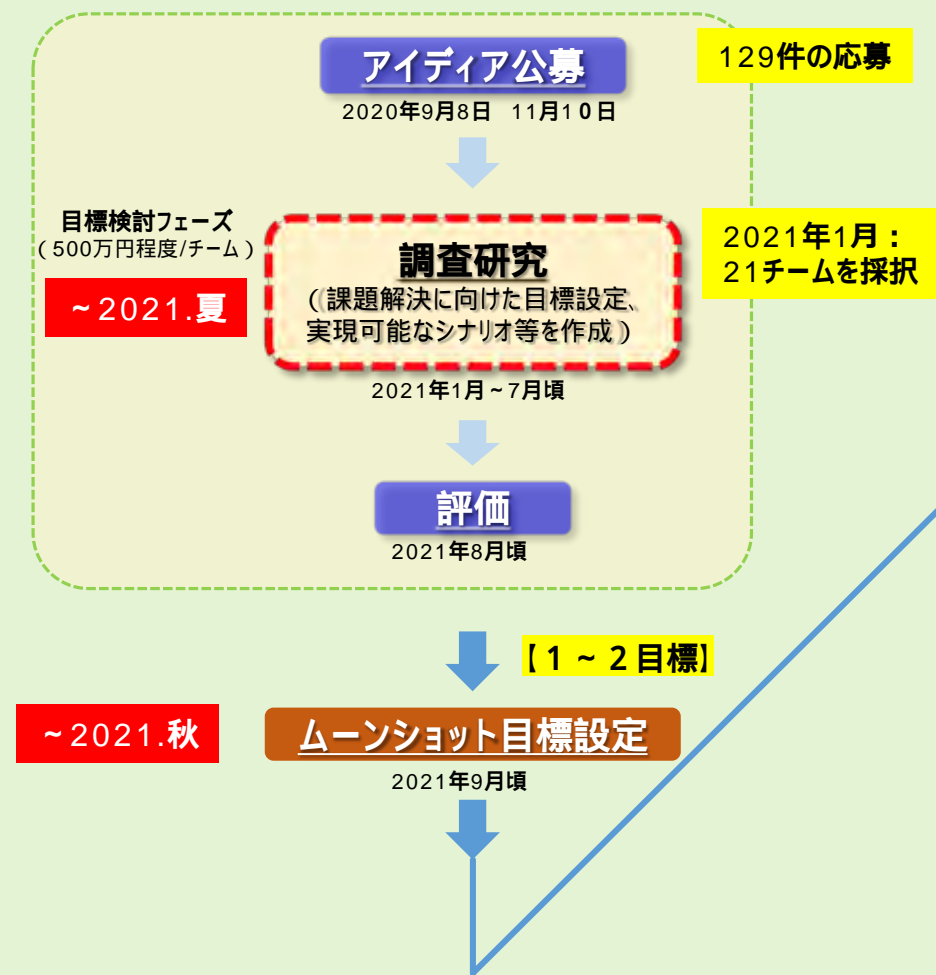 アイディア公募
129件の応募
2020年9月8日 11月10日
目標検討フェーズ
(500万円程度/チーム)
~2021.夏
調査研究
((課題解決に向けた目標設定、
実現可能なシナリオ等を作成))
2021年1月:
21チームを採択
2021年1月~7月頃
評価
2021年8月頃
【1~2目標】
~2021.秋
ムーンショット目標設定
2021年9月頃